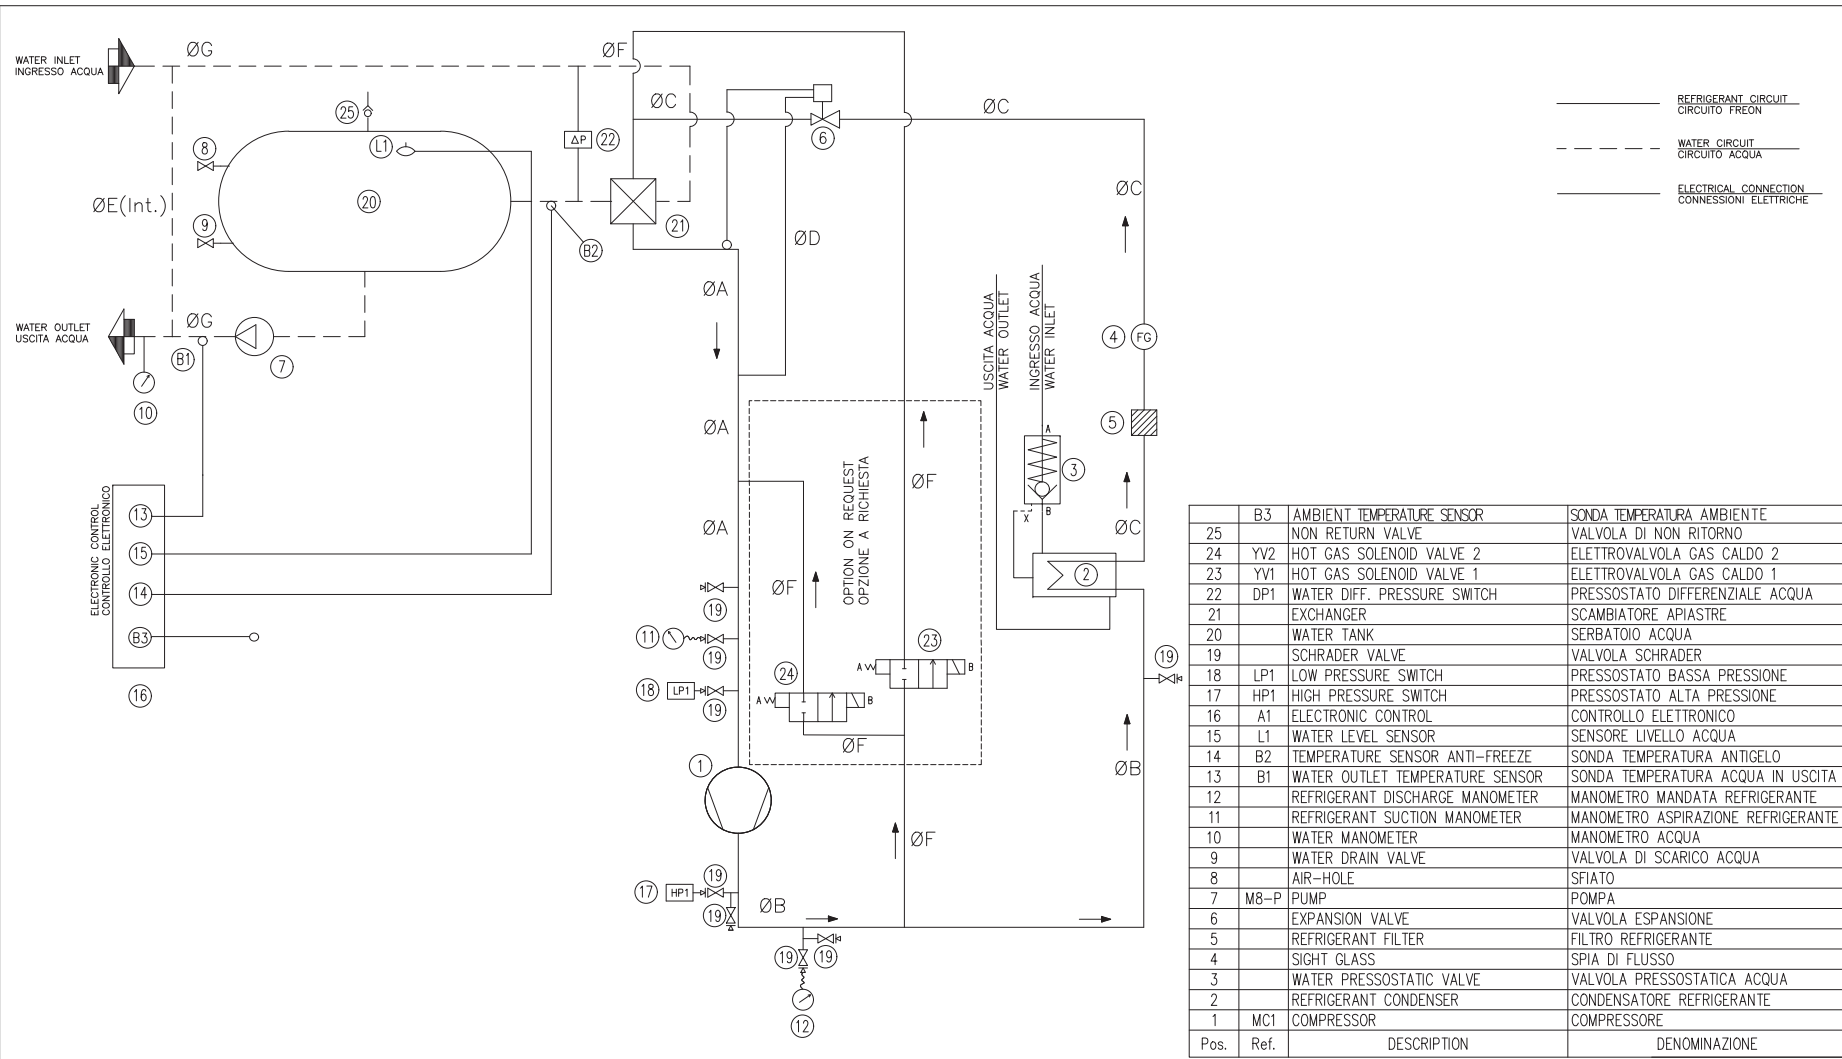 WATER INLET
INGRESSO ACQUA
ØG
ØF
25
L1
8
20
9
ØE(Int.)
ΔP
22
21
B2
ØC
6
ØC
ØD
ØA
ØC
WATER OUTLET
USCITA ACQUA
ØG
B1
7
10
ELECTRONIC CONTROL
CONTROLLO ELETTRONICO
13
15
14
B3
16
ØA
ØA
OPTION ON REQUEST
OPZIONE A RICHIESTA
ØF
ØF
USCITA ACQUA
WATER OUTLET
INGRESSO ACQUA
WATER INLET
4
FG
5
A
3
X
B
ØC
2
19
11
19
18
LP1
19
24
A
B
23
A
B
ØF
19
ØB
1
ØF
17
HP1
19
19
ØB
19
19
12
REFRIGERANT CIRCUIT
CIRCUITO FREON
WATER CIRCUIT
CIRCUITO ACQUA
ELECTRICAL CONNECTION
CONNESSIONI ELETTRICHE
B3 AMBIENT TEMPERATURE SENSOR SONDA TEMPERATURA AMBIENTE
25 NON RETURN VALVE VALVOLA DI NON RITORNO
24 YV2 HOT GAS SOLENOID VALVE 2 ELETTROVALVOLA GAS CALDO 2
23 YV1 HOT GAS SOLENOID VALVE 1 ELETTROVALVOLA GAS CALDO 1
22 DP1 WATER DIFF. PRESSURE SWITCH PRESSOSTATO DIFFERENZIALE ACQUA
21 EXCHANGER SCAMBIATORE APIASTRE
20 WATER TANK SERBATOIO ACQUA
19 SCHRADER VALVE VALVOLA SCHRADER
18 LP1 LOW PRESSURE SWITCH PRESSOSTATO BASSA PRESSIONE
17 HP1 HIGH PRESSURE SWITCH PRESSOSTATO ALTA PRESSIONE
16 A1 ELECTRONIC CONTROL CONTROLLO ELETTRONICO
15 L1 WATER LEVEL SENSOR SENSORE LIVELLO ACQUA
14 B2 TEMPERATURE SENSOR ANTI-FREEZE SONDA TEMPERATURA ANTIGELO
13 B1 WATER OUTLET TEMPERATURE SENSOR SONDA TEMPERATURA ACQUA IN USCITA
12 REFRIGERANT DISCHARGE MANOMETER MANOMETRO MANDATA REFRIGERANTE
11 REFRIGERANT SUCTION MANOMETER MANOMETRO ASPIRAZIONE REFRIGERANTE
10 WATER MANOMETER MANOMETRO ACQUA
9 WATER DRAIN VALVE VALVOLA DI SCARICO ACQUA
8 AIR-HOLE SFIATO
7 M8-P PUMP POMPA
6 EXPANSION VALVE VALVOLA ESPANSIONE
5 REFRIGERANT FILTER FILTRO REFRIGERANTE
4 SIGHT GLASS SPIA DI FLUSSO
3 WATER PRESSOSTATIC VALVE VALVOLA PRESSOSTATICA ACQUA
2 REFRIGERANT CONDENSER CONDENSATORE REFRIGERANTE
1 MC1 COMPRESSOR COMPRESSORE
Pos. Ref. DESCRIPTION DENOMINAZIONE